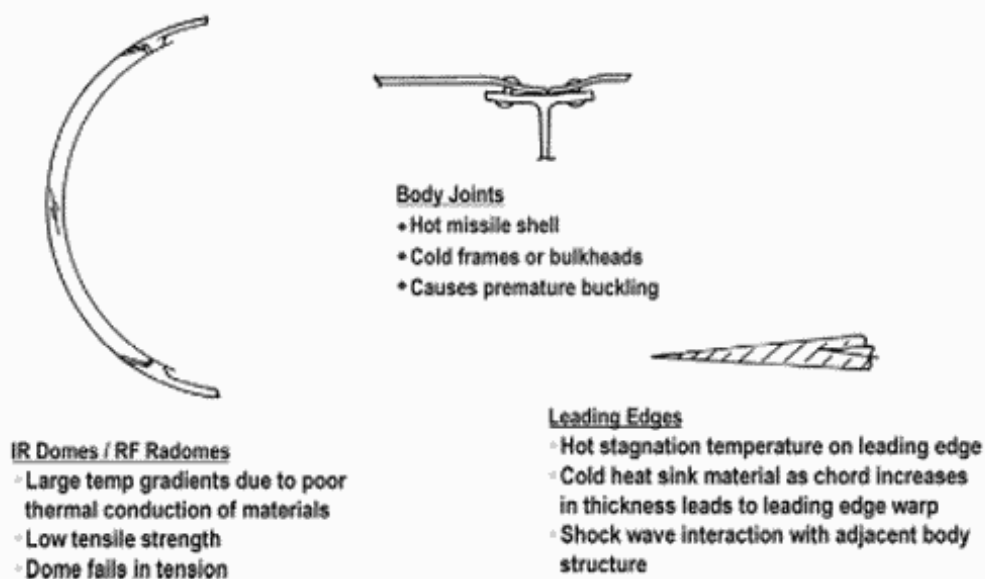 Body Joints
Hot missile shell
Cold frames or bulkheads
Causes premature buckling
IR Domes / RF Radomes
Large temp gradients due to poor
thermal conduction of materials
Low tensile strength
Dome fails in tension
Leading Edges
Hot stagnation temperature on leading edge
Cold heat sink material as chord increases
in thickness leads to leading edge warp
Shock wave interaction with adjacent body
structure